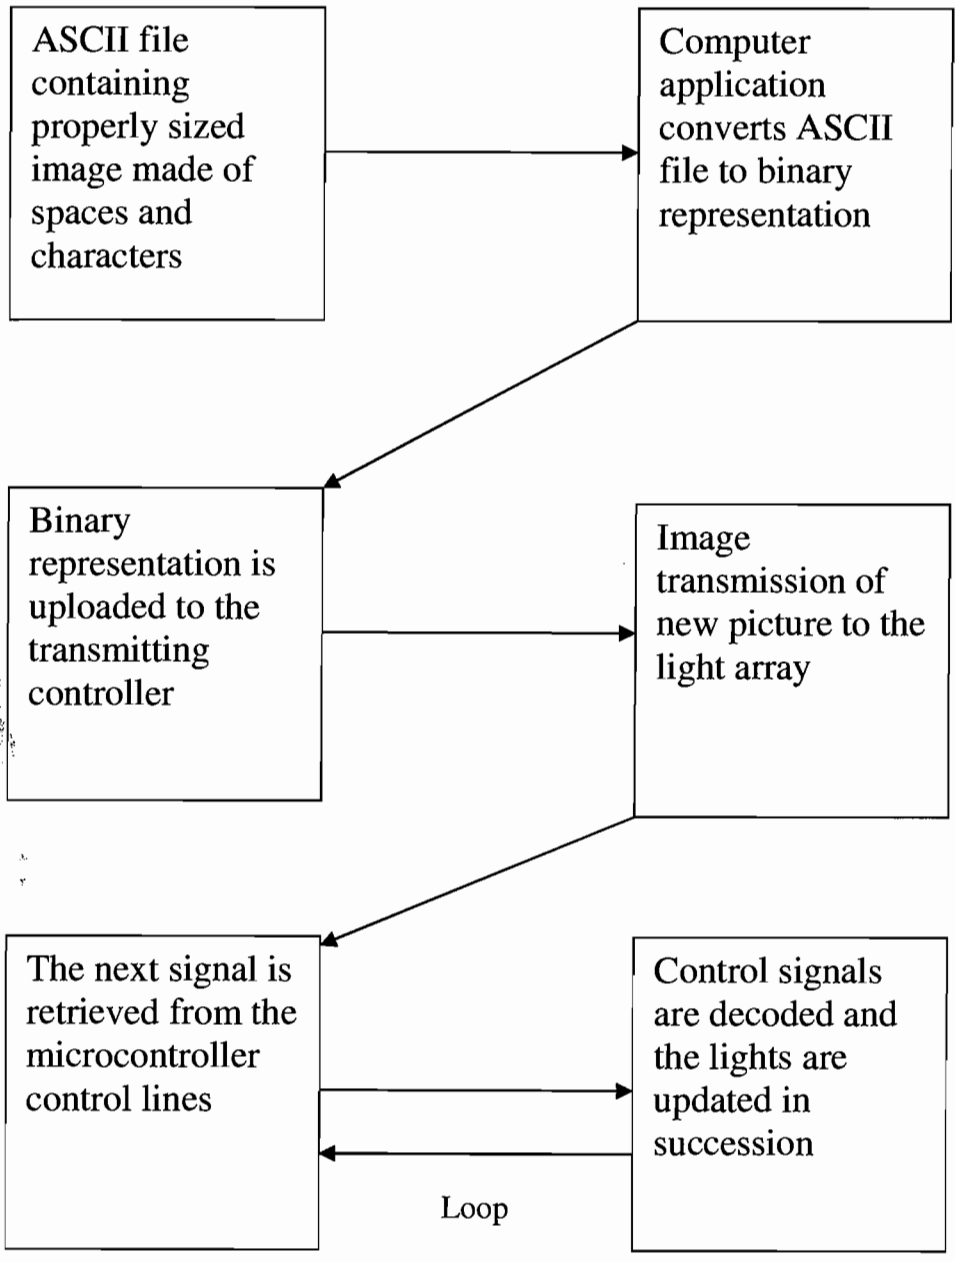 ASCII file
containing
properly sized
image made of
spaces and
characters
Computer
application
converts ASCII
file to binary
representation
Binary
representation is
uploaded to the
transmitting
controller
Image
transmission of
new picture to the
light array
The next signal is
retrieved from the
microcontroller
control lines
Control signals
are decoded and
the lights are
updated in
succession
Loop